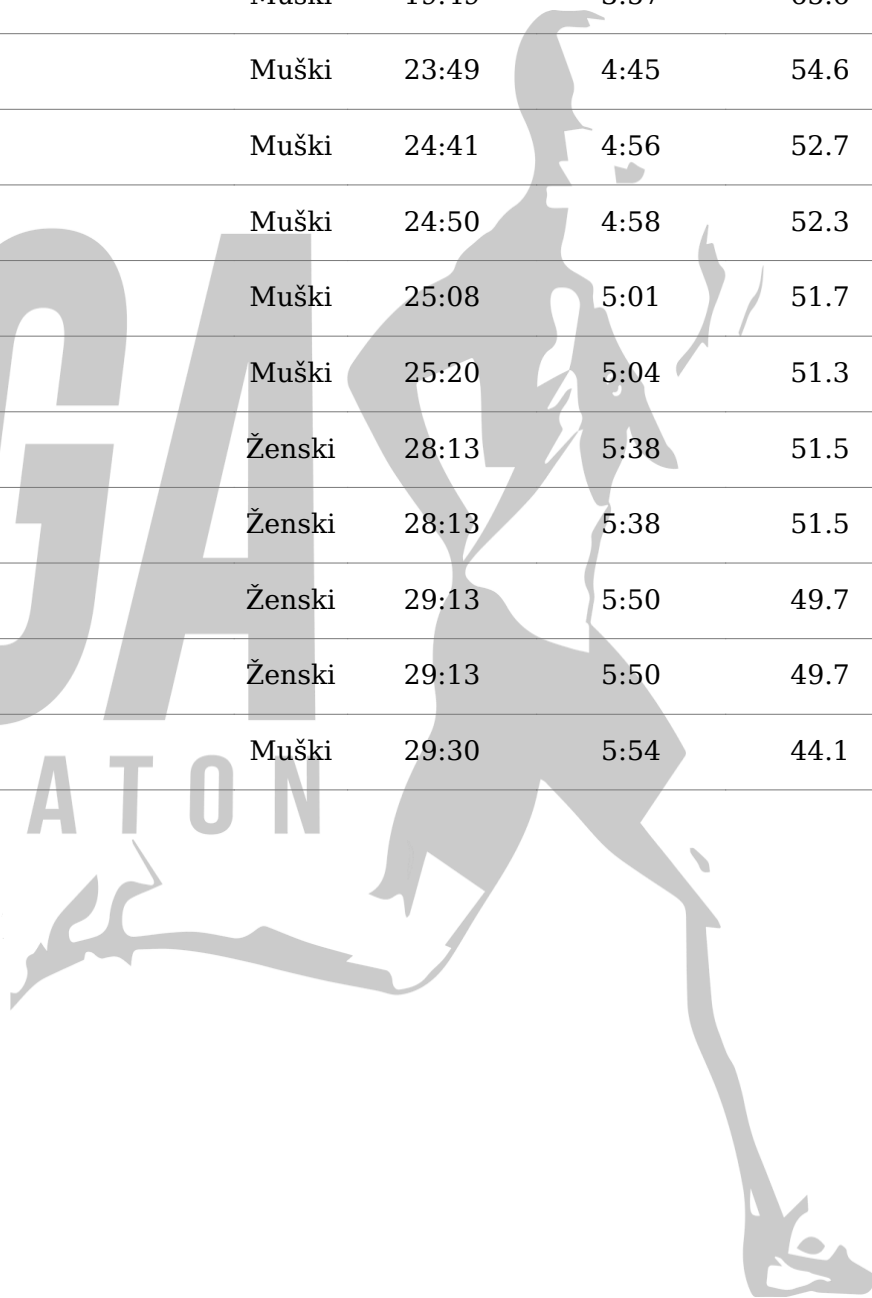 Muški 23:49 4:45 54.6
Muški 24:41 4:56 52.7
Muški 24:50 4:58 52.3
Muški 25:08 5:01 51.7
Muški 25:20 5:04 51.3
Ženski 28:13 5:38 51.5
Ženski 28:13 5:38 51.5
Ženski 29:13 5:50 49.7
Ženski 29:13 5:50 49.7
Muški 29:30 5:54 44.1
GA
ATON